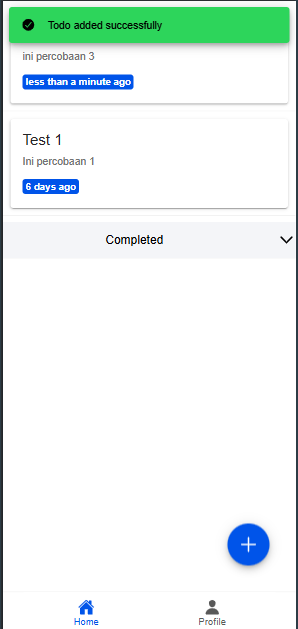 Todo added successfully
ini percobaan 3
less than a minute ago
Test 1
Ini percobaan 1
6 days ago
Completed
Home
Profile